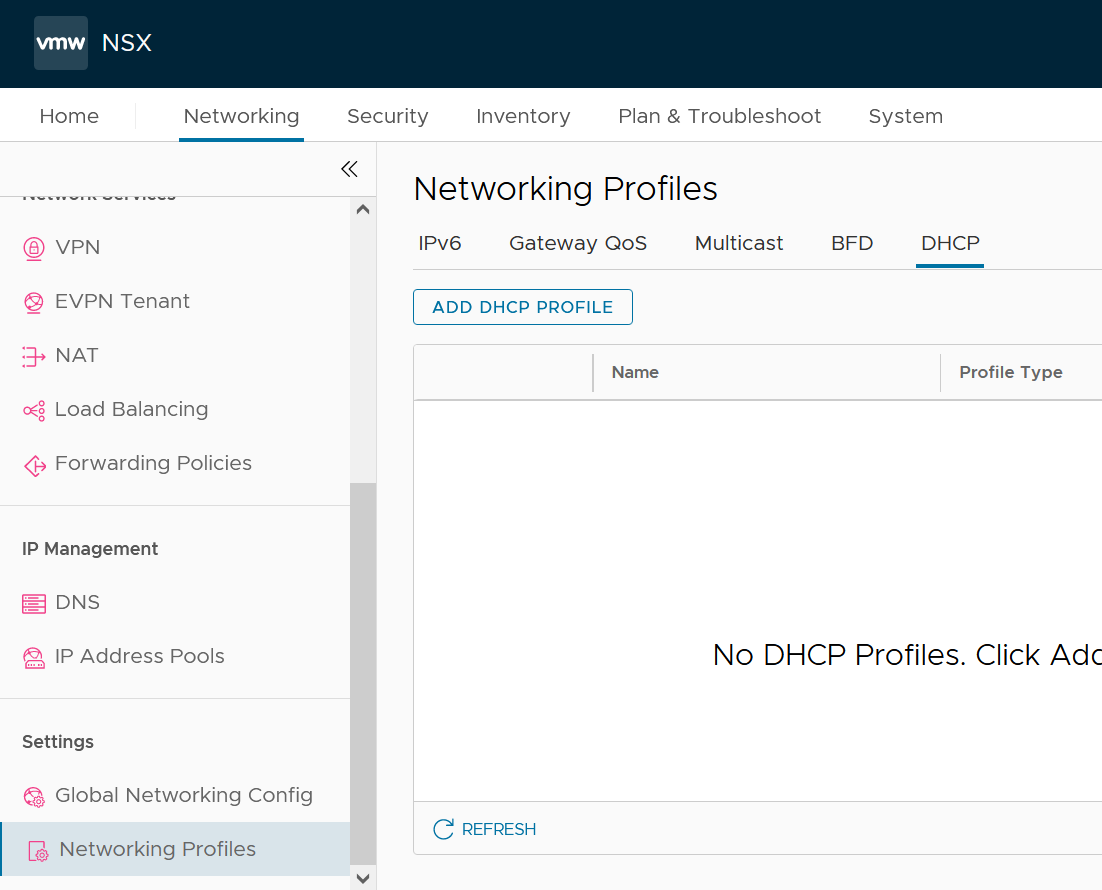 vmw NSX
Home Networking Security Inventory Plan & Troubleshoot System
Network Services
VPN
EVPN Tenant
NAT
Load Balancing
Forwarding Policies
IP Management
DNS
IP Address Pools
Settings
Global Networking Config
Networking Profiles
Networking Profiles
IPv6 Gateway QoS Multicast BFD DHCP
ADD DHCP PROFILE
Name Profile Type
No DHCP Profiles. Click Add
REFRESH